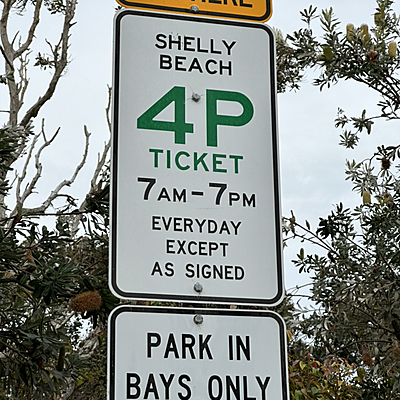 SHELLY
BEACH
4P
TICKET
7AM-7PM
EVERYDAY
EXCEPT
AS SIGNED
PARK IN
BAYS ONLY